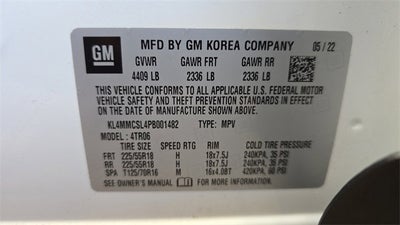 GM
MFD BY GM KOREA COMPANY 05/22
GVWR GAWR FRT GAWR RR
4409 LB 2336 LB 2336 LB
THIS VEHICLE CONFORMS TO ALL APPLICABLE U.S. FEDERAL MOTOR
VEHICLE SAFETY, BUMPER, AND THEFT PREVENTION STANDARDS IN EFFECT
ON THE DATE OF MANUFACTURE SHOWN ABOVE.
KL4MMCSL4PB001482 TYPE: MPV
MODEL: 4TR06
TIRE SIZE SPEED RIM COLD TIRE PRESSURE
FRT 225/55R18 H 18x7.5J 240KPA, 35 PSI
RR 225/55R18 H 18x7.5J 240KPA, 35 PSI
SPA T125/70R16 M 16x4.0BT 420KPA, 60 PSI
SEE OWNER'S MANUAL FOR MORE INFORMATION